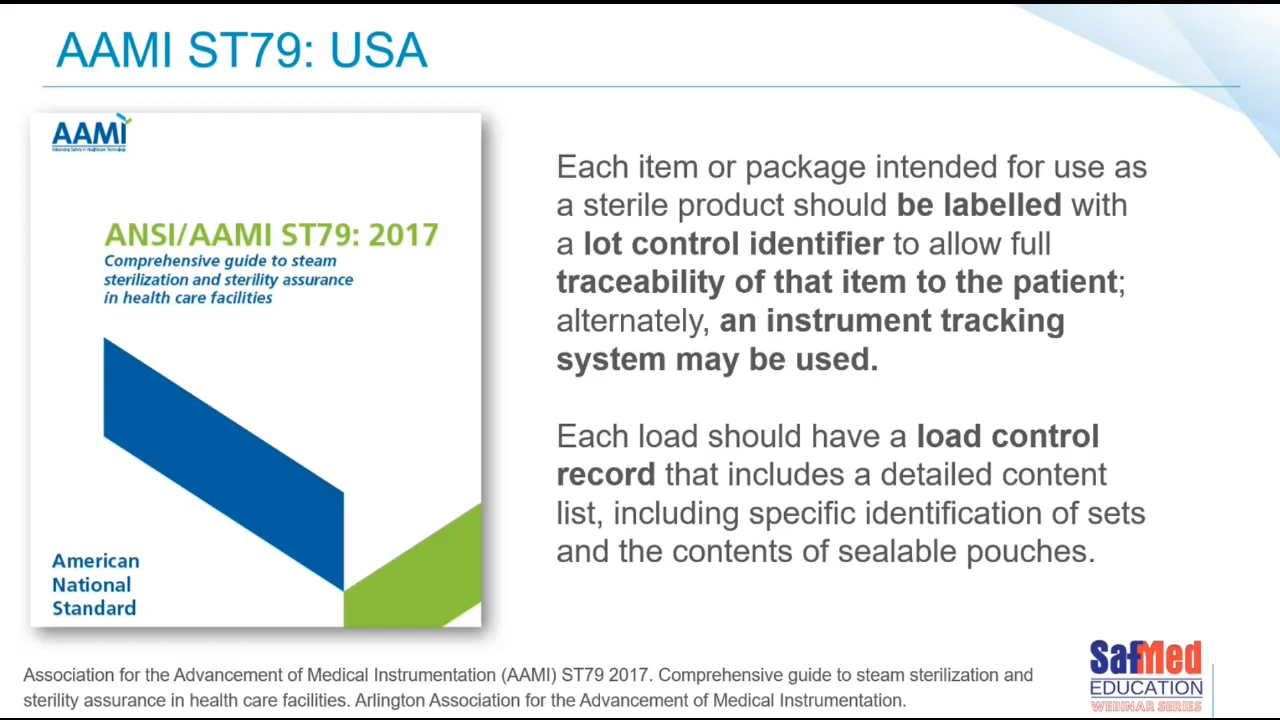 AAMI ST79: USA
AAMI
ANSI/AAMI ST79: 2017
Comprehensive guide to steam
sterilization and sterility assurance
in health care facilities
American
National
Standard
Each item or package intended for use as
a sterile product should be labelled with
a lot control identifier to allow full
traceability of that item to the patient;
alternately, an instrument tracking
system may be used.
Each load should have a load control
record that includes a detailed content
list, including specific identification of sets
and the contents of sealable pouches.
Association for the Advancement of Medical Instrumentation (AAMI) ST79 2017. Comprehensive guide to steam sterilization and
sterility assurance in health care facilities. Arlington Association for the Advancement of Medical Instrumentation.
SafMed
EDUCATION
WEBINAR SERIES